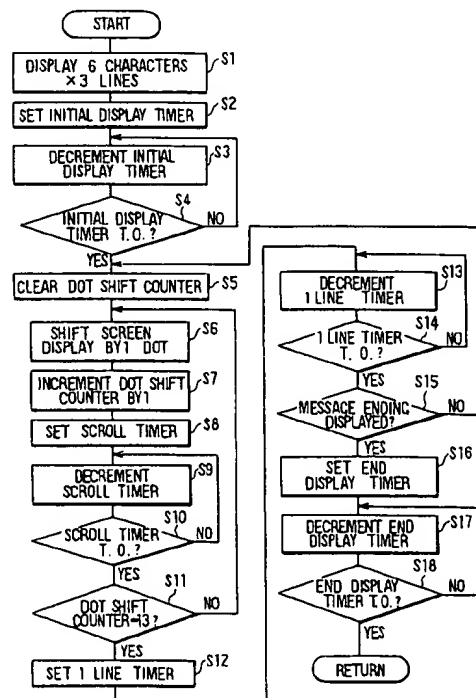 START
DISPLAY 6 CHARACTERS
×3 LINES
S1
SET INITIAL DISPLAY TIMER
S2
DECREMENT INITIAL
DISPLAY TIMER
S3
INITIAL DISPLAY
TIMER T.O.?
S4
NO
YES
CLEAR DOT SHIFT COUNTER
S5
SHIFT SCREEN
DISPLAY BY 1 DOT
S6
INCREMENT DOT SHIFT
COUNTER BY 1
S7
SET SCROLL TIMER
S8
DECREMENT
SCROLL TIMER
S9
SCROLL TIMER
T.O.?
S10
NO
YES
DOT SHIFT
COUNTER=13?
S11
NO
YES
SET 1 LINE TIMER
S12
DECREMENT
1 LINE TIMER
S13
1 LINE TIMER
T.O.?
S14
NO
YES
MESSAGE ENDING
DISPLAYED?
S15
NO
YES
SET END
DISPLAY TIMER
S16
DECREMENT END
DISPLAY TIMER
S17
END DISPLAY
TIMER T.O.?
S18
NO
YES
RETURN